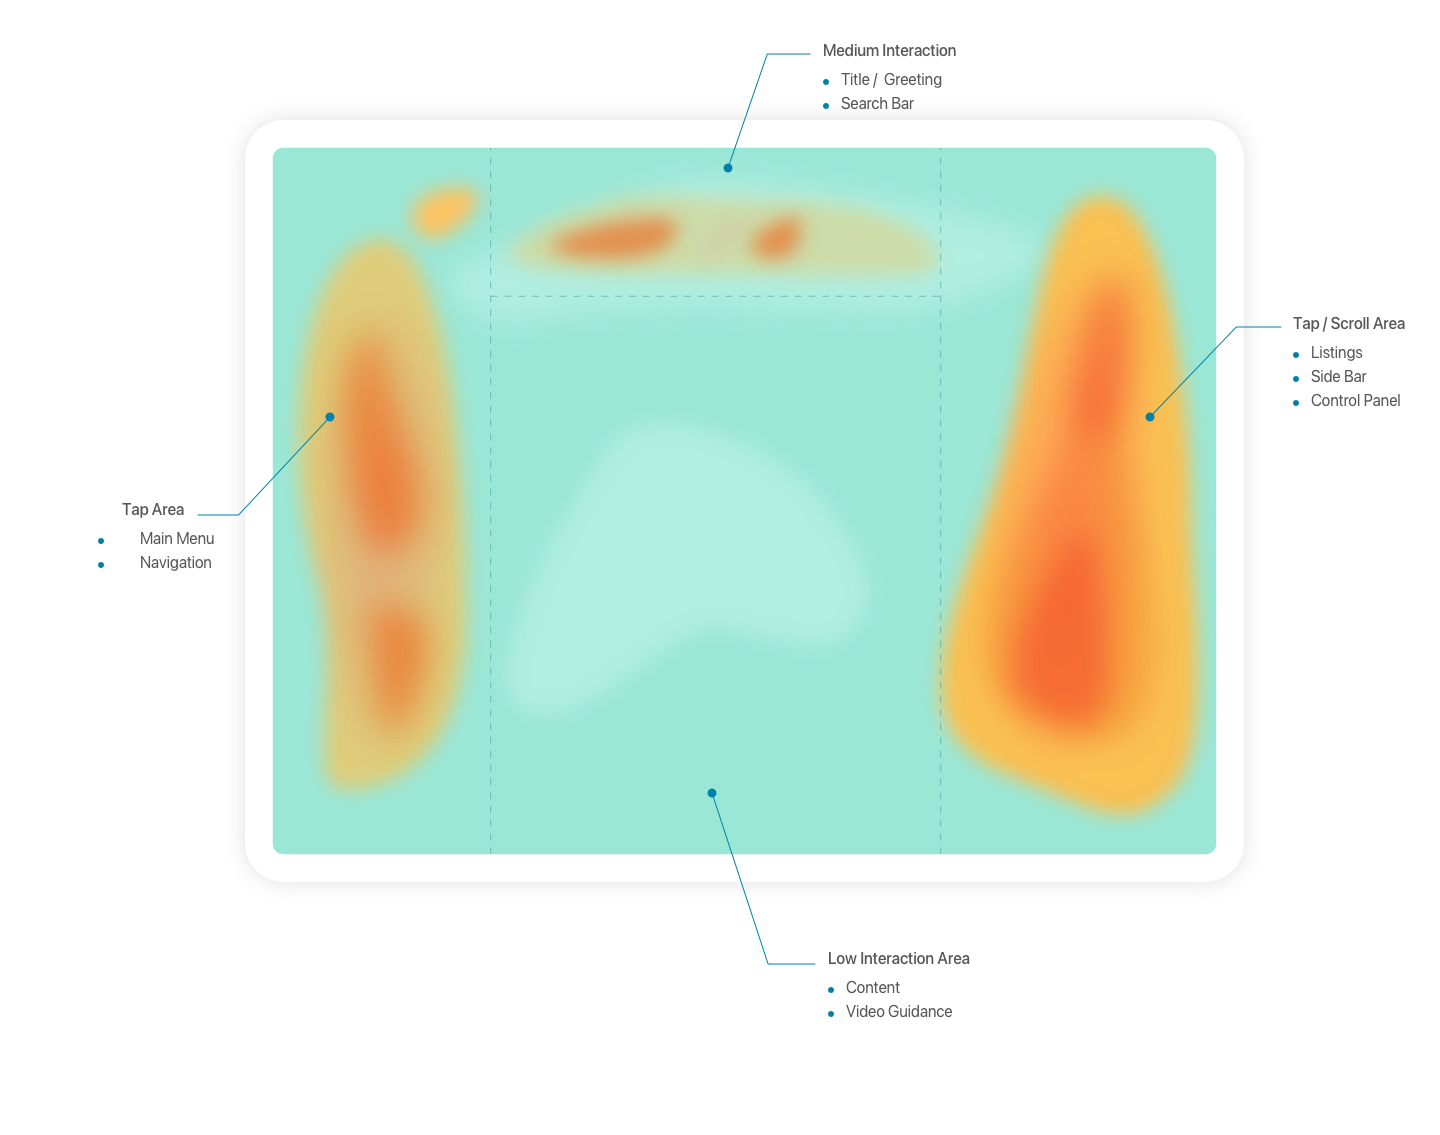 Medium Interaction
Title / Greeting
Search Bar
Tap / Scroll Area
Listings
Side Bar
Control Panel
Tap Area
Main Menu
Navigation
Low Interaction Area
Content
Video Guidance